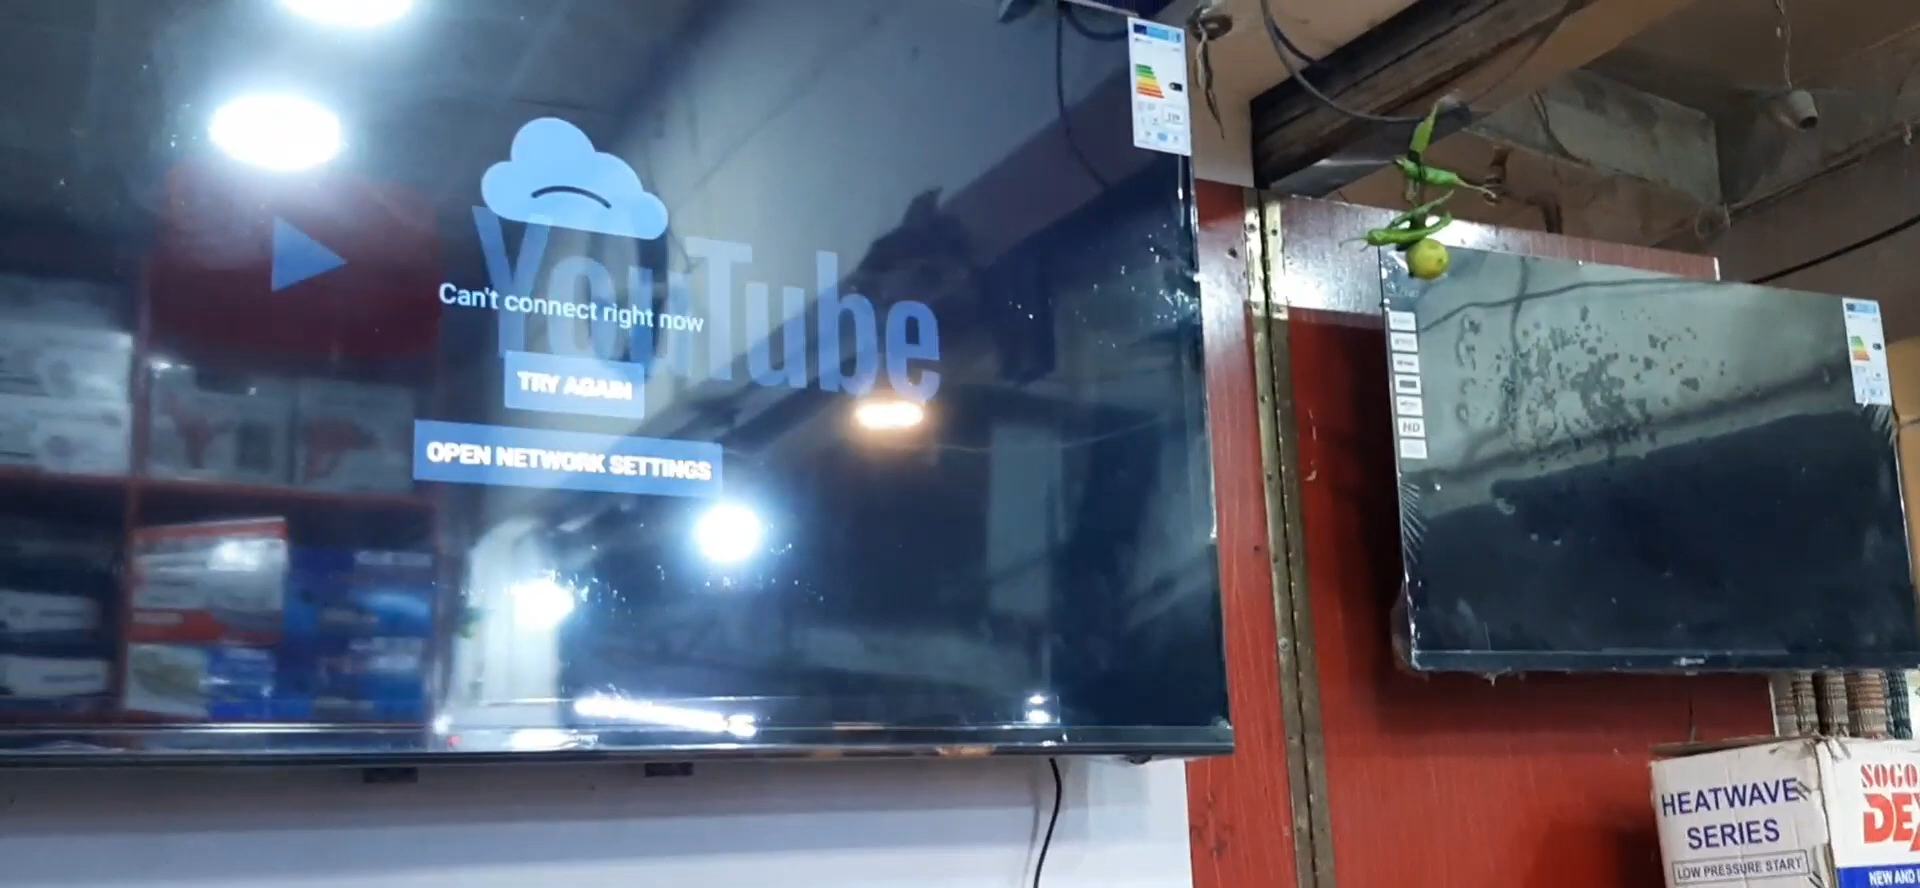 YouTube
Can't connect right now
TRY AGAIN
OPEN NETWORK SETTINGS
HD
HEATWAVE
SERIES
LOW PRESSURE START
SOGO
NEW AND